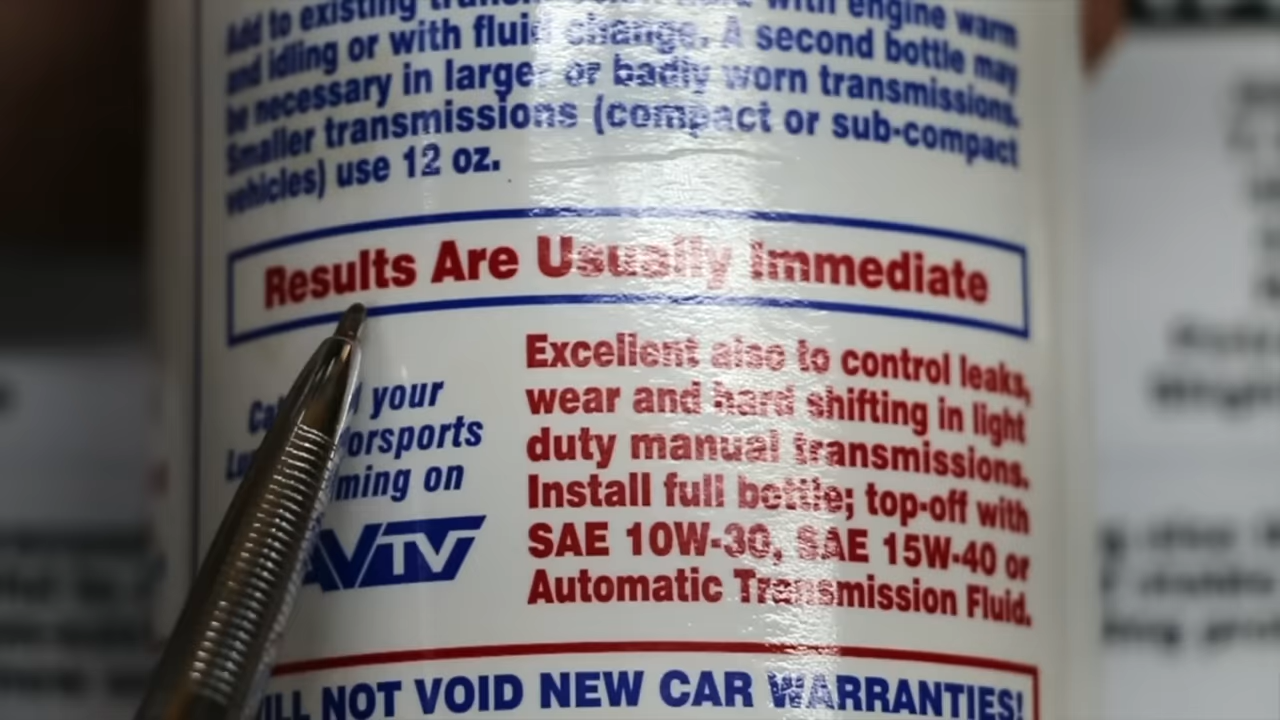 Add to existing with engine warm
and idling or with fluid change. A second bottle may
be necessary in larger or badly worn transmissions.
Smaller transmissions (compact or sub-compact
vehicles) use 12 oz.
Results Are Usually Immediate
Excellent also to control leaks,
wear and hard shifting in light
duty manual transmissions.
Install full bottle; top-off with
SAE 10W-30, SAE 15W-40 or
Automatic Transmission Fluid.
your
orsports
ming on
AVTV
ILL NOT VOID NEW CAR WARRANTIES!